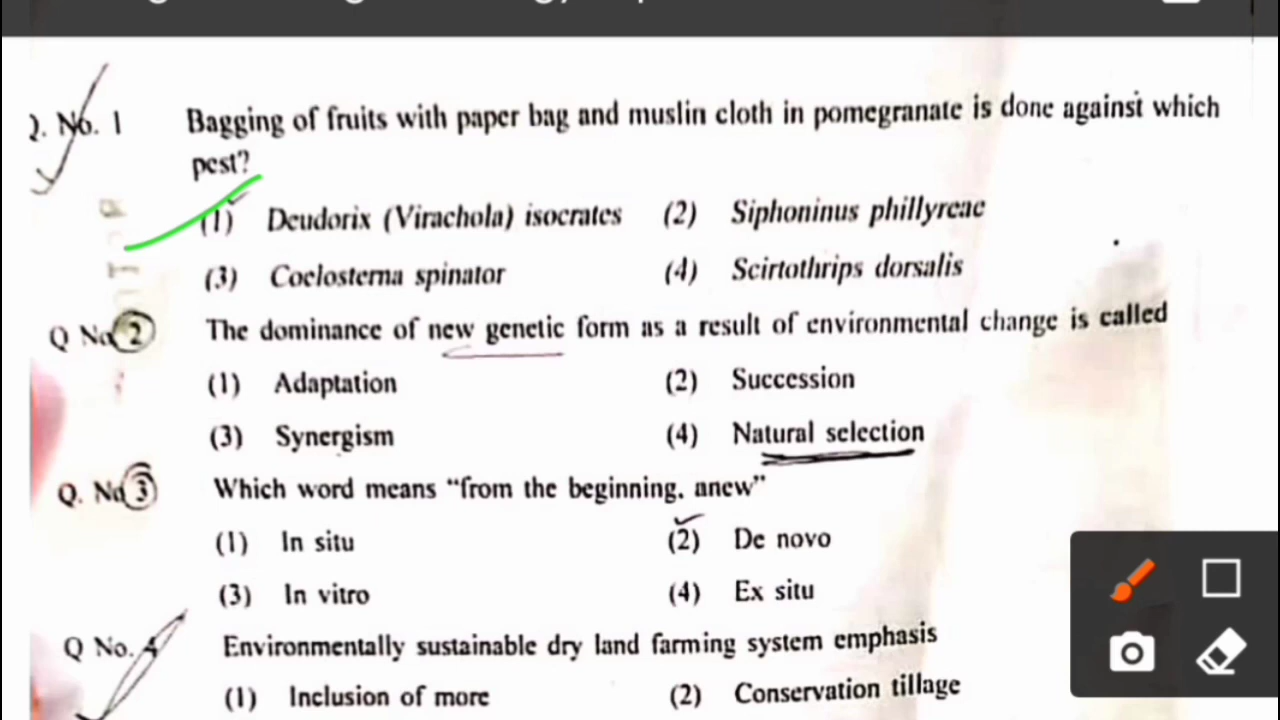 Q. No. 1 Bagging of fruits with paper bag and muslin cloth in pomegranate is done against which
pest?
(1) Deudorix (Virachola) isocrates (2) Siphoninus phillyreae
(3) Coelosterna spinator (4) Scirtothrips dorsalis
Q No 2 The dominance of new genetic form as a result of environmental change is called
(1) Adaptation (2) Succession
(3) Synergism (4) Natural selection
Q. No 3 Which word means “from the beginning. anew”
(1) In situ (2) De novo
(3) In vitro (4) Ex situ
Q No. 4 Environmentally sustainable dry land farming system emphasis
(1) Inclusion of more (2) Conservation tillage